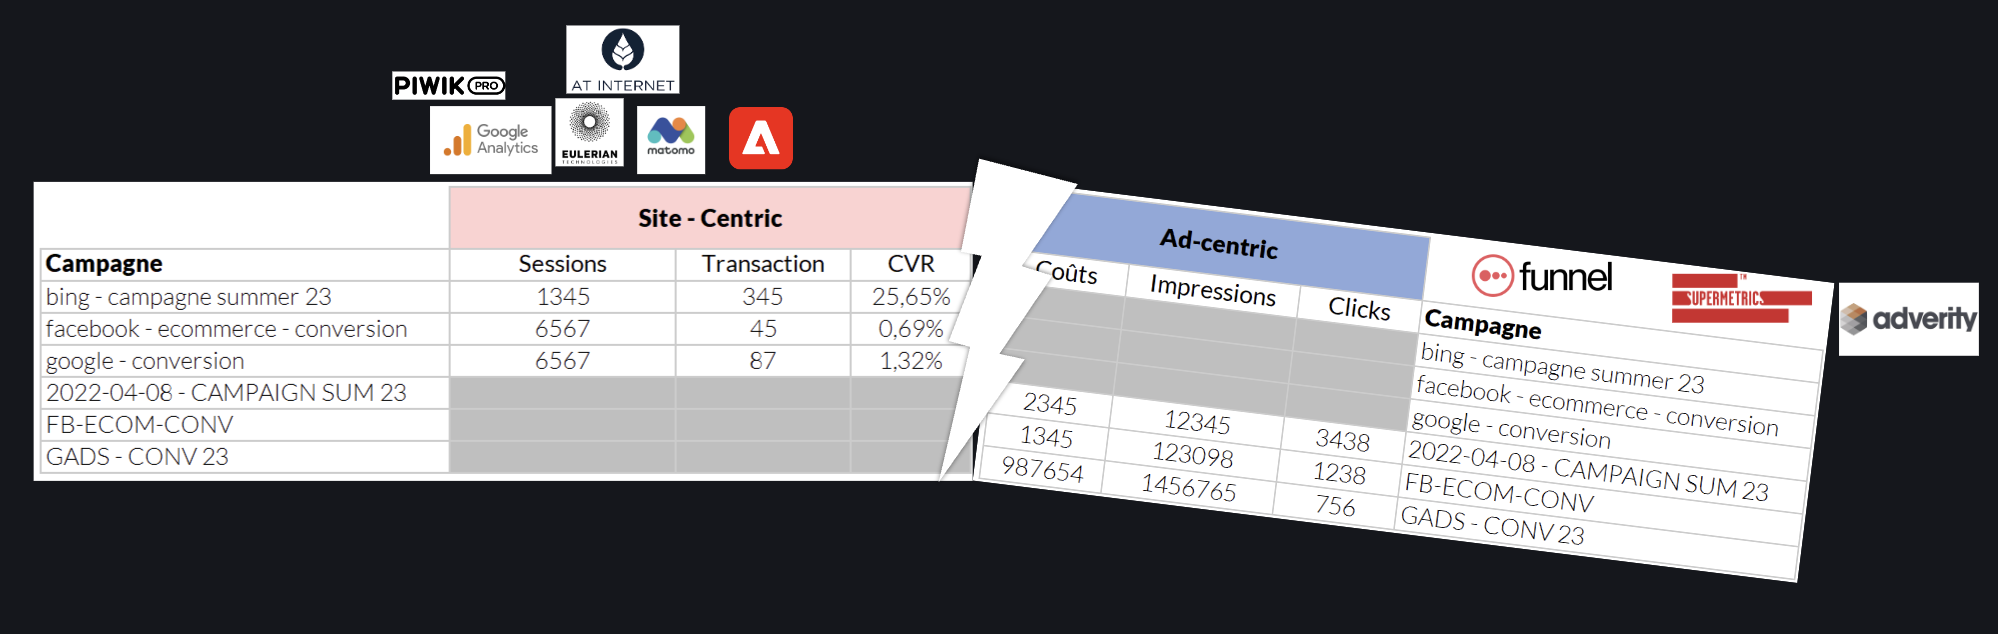 AT INTERNET
PIWIK PRO
Google Analytics
EULERIAN
TECHNOLOGIES
matomo
Site - Centric
Campagne Sessions Transaction CVR
bing - campagne summer 23 1345 345 25,65%
facebook - ecommerce - conversion 6567 45 0,69%
google - conversion 6567 87 1,32%
2022-04-08 - CAMPAIGN SUM 23
FB-ECOM-CONV
GADS - CONV 23
Ad-centric
funnel
SUPERMETRICS™
adverity
Coûts Impressions Clicks Campagne
bing - campagne summer 23
facebook - ecommerce - conversion
google - conversion
2345 12345 3438 2022-04-08 - CAMPAIGN SUM 23
1345 123098 1238 FB-ECOM-CONV
987654 1456765 756 GADS - CONV 23